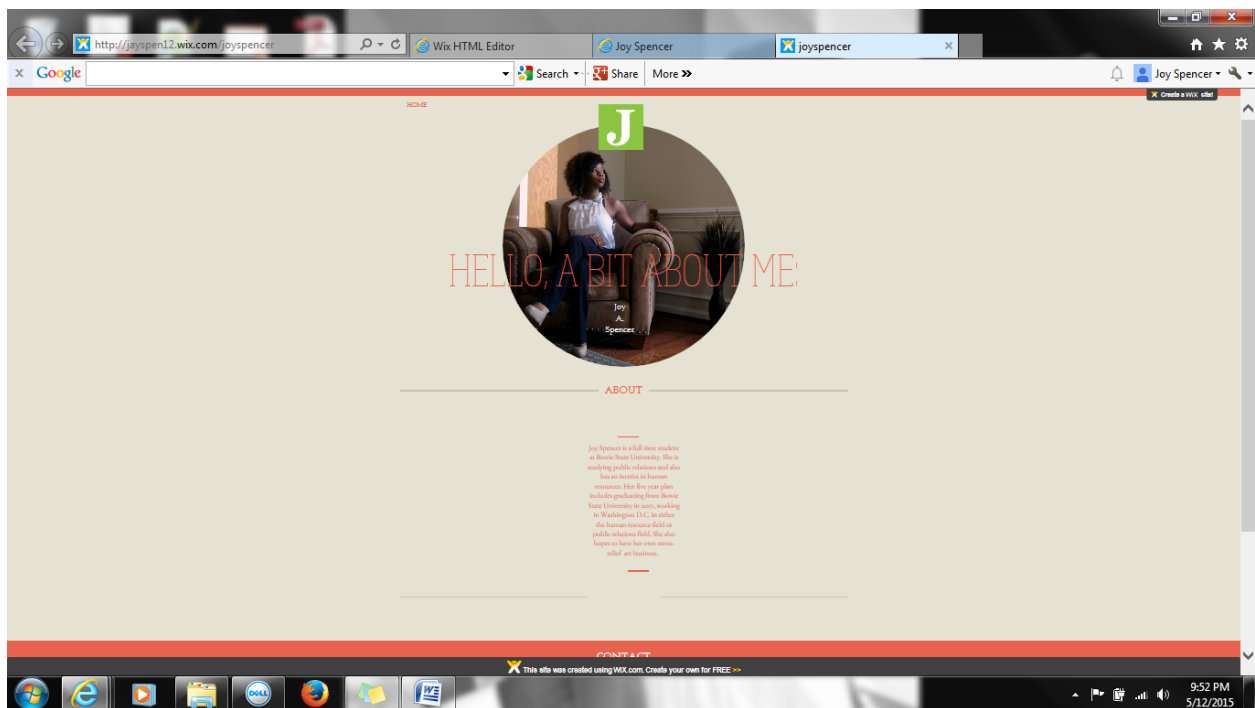 http://jayspen12.wix.com/joyspencer
Wix HTML Editor
Joy Spencer
joyspencer
x Google
Search
Share
More »
Joy Spencer
Create a WiX site!
HOME
J
HELLO, A BIT ABOUT ME:
Joy
A.
Spencer
ABOUT
Joy Spencer is a full time student
at Bowie State University. She is
studying public relations and also
has an interist in human
resources. Her five year plan
includes graduating from Bowie
State University in 2017, working
in Washington D.C. in either
the human resource field or
public relations field. She also
hopes to have her own stress-
relief art business.
CONTACT
This site was created using WiX.com. Create your own for FREE >>
DELL
9:52 PM
5/12/2015